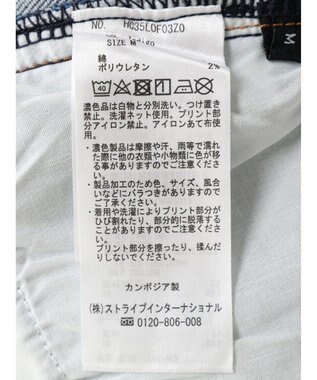 NO. HC35L0F03Z0
SIZE M
綿
ポリウレタン 2%
40
濃色品は白物と分別洗い。つけ置き
禁止。洗濯ネット使用。プリント部
分アイロン禁止。アイロンあて布使
用。
・濃色製品は摩擦や汗、雨等で濡れ
た際に他の衣類や小物類に色が移
る事がありますのでご注意くださ
い。
・製品加工のため色、サイズ、風合
いなどにバラつきがありますので
ご了承ください。
・着用や洗濯によりプリント部分が
ひび割れたり、部分的に脱落する
ことがありますのでご注意くださ
い。
プリント部分を擦ったり、揉んだ
りしないでください。
カンボジア製
(株)ストライプインターナショナル
0120-806-008
M